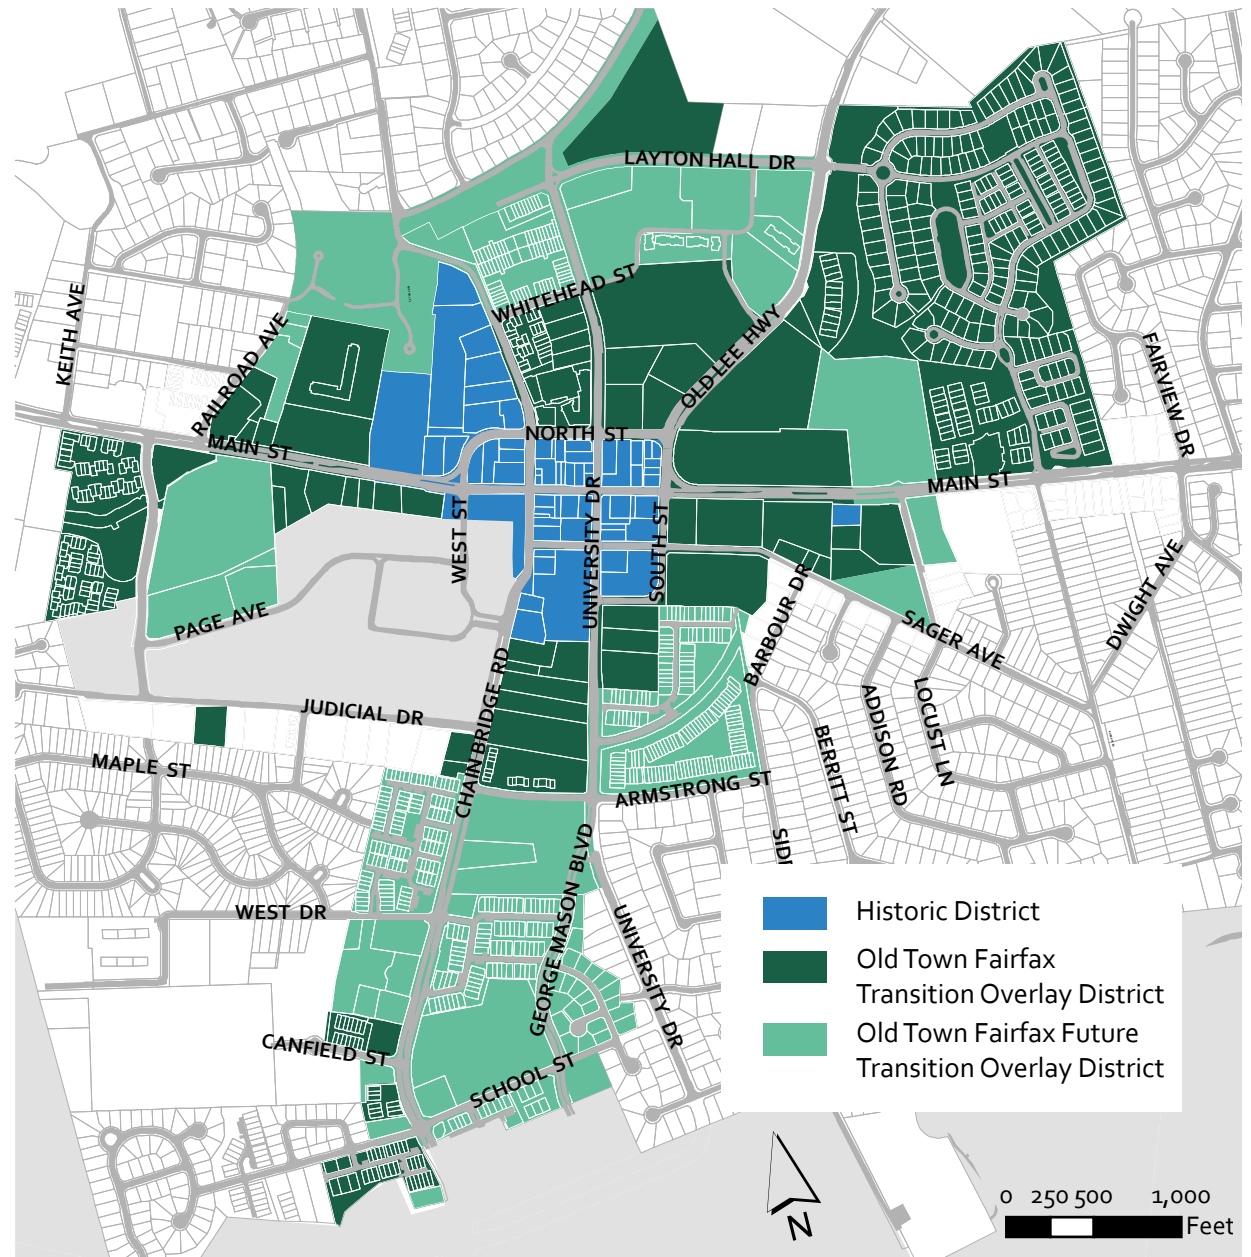 LAYTON HALL DR
WHITEHEAD ST
KEITH AVE
RAILROAD AVE
OLD LEE HWY
FAIRVIEW DR
MAIN ST
NORTH ST
MAIN ST
WEST ST
UNIVERSITY DR
SOUTH ST
PAGE AVE
BARBOUR DR
SAGER AVE
DWIGHT AVE
JUDICIAL DR
CHAIN BRIDGE RD
ADDISON RD
LOCUST LN
BERRITT ST
MAPLE ST
ARMSTRONG ST
SIDE
WEST DR
GEORGE MASON BLVD
UNIVERSITY DR
CANFIELD ST
SCHOOL ST
Historic District
Old Town Fairfax
Transition Overlay District
Old Town Fairfax Future
Transition Overlay District
N
0 250 500 1,000
Feet